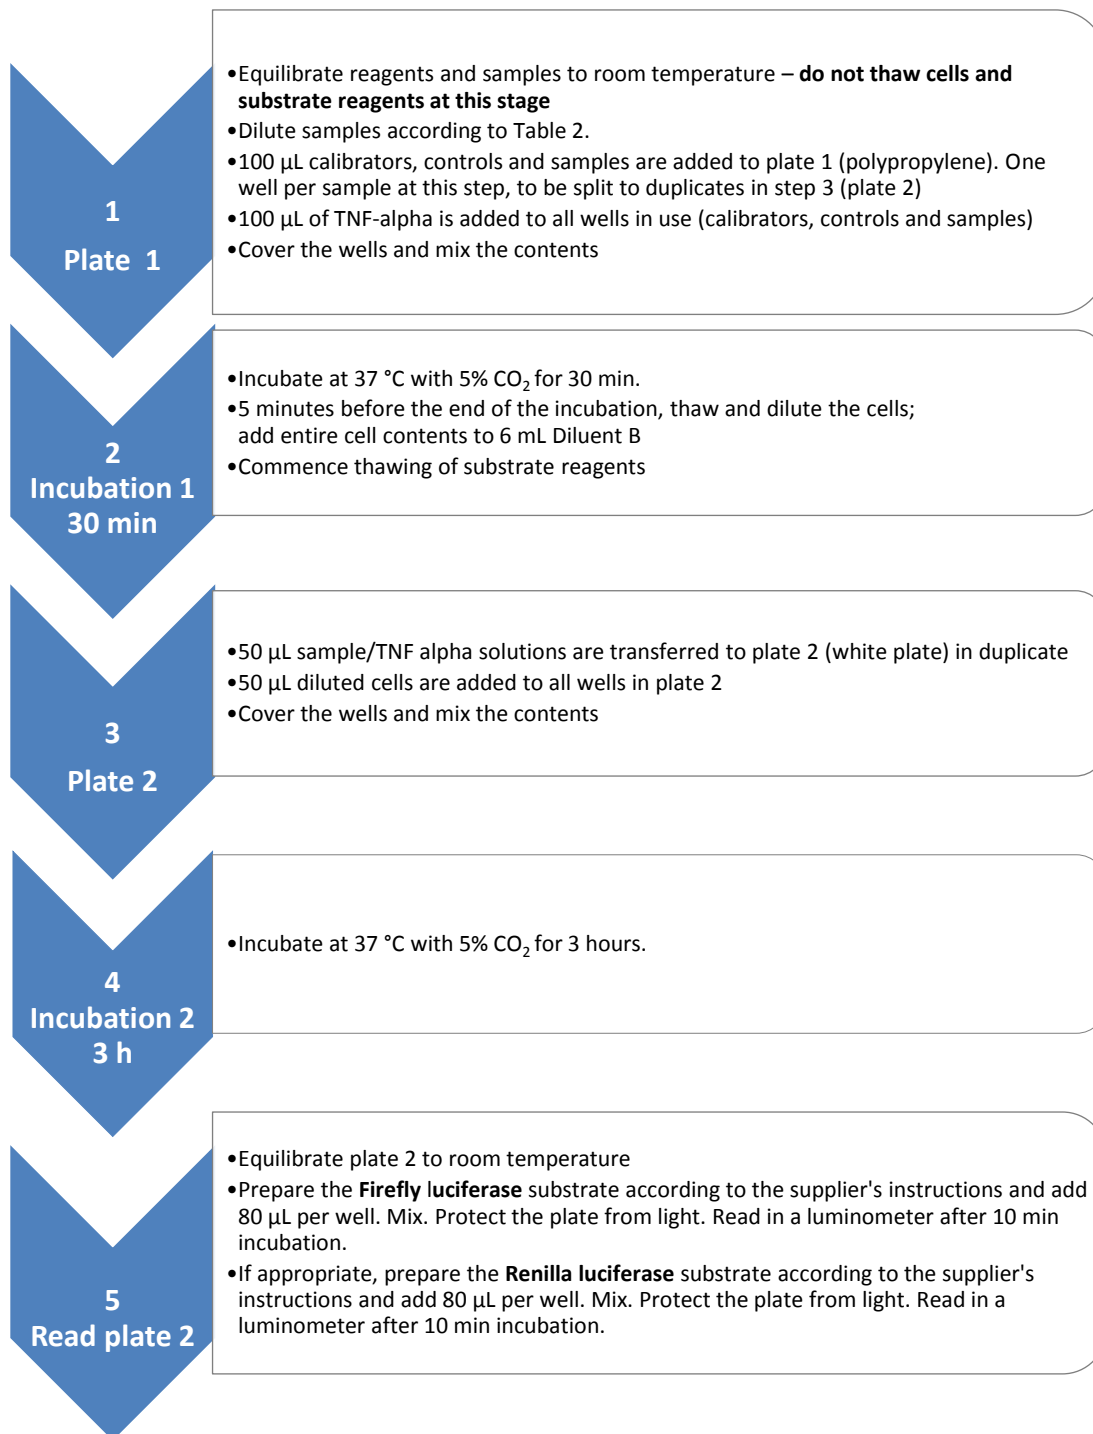 1
Plate 1
•Equilibrate reagents and samples to room temperature – do not thaw cells and
substrate reagents at this stage
•Dilute samples according to Table 2.
•100 µL calibrators, controls and samples are added to plate 1 (polypropylene). One
well per sample at this step, to be split to duplicates in step 3 (plate 2)
•100 µL of TNF-alpha is added to all wells in use (calibrators, controls and samples)
•Cover the wells and mix the contents
2
Incubation 1
30 min
•Incubate at 37 °C with 5% CO₂ for 30 min.
•5 minutes before the end of the incubation, thaw and dilute the cells;
add entire cell contents to 6 mL Diluent B
•Commence thawing of substrate reagents
3
Plate 2
•50 µL sample/TNF alpha solutions are transferred to plate 2 (white plate) in duplicate
•50 µL diluted cells are added to all wells in plate 2
•Cover the wells and mix the contents
4
Incubation 2
3 h
•Incubate at 37 °C with 5% CO₂ for 3 hours.
5
Read plate 2
•Equilibrate plate 2 to room temperature
•Prepare the Firefly luciferase substrate according to the supplier's instructions and add
80 µL per well. Mix. Protect the plate from light. Read in a luminometer after 10 min
incubation.
•If appropriate, prepare the Renilla luciferase substrate according to the supplier's
instructions and add 80 µL per well. Mix. Protect the plate from light. Read in a
luminometer after 10 min incubation.